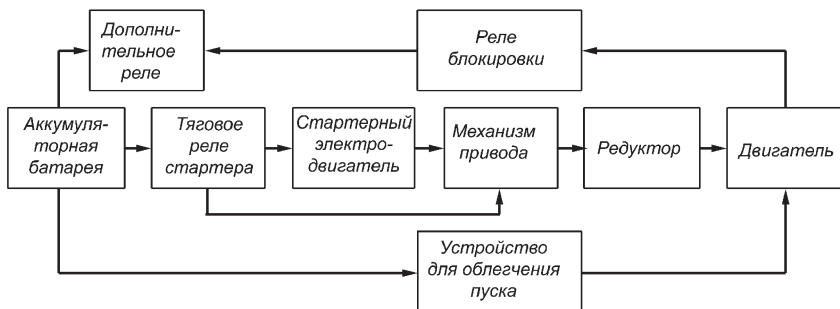 Дополни-
тельное
реле
Реле
блокировки
Аккумуля-
торная
батарея
Тяговое
реле
стартера
Стартерный
электро-
двигатель
Механизм
привода
Редуктор
Двигатель
Устройство
для облегчения
пуска